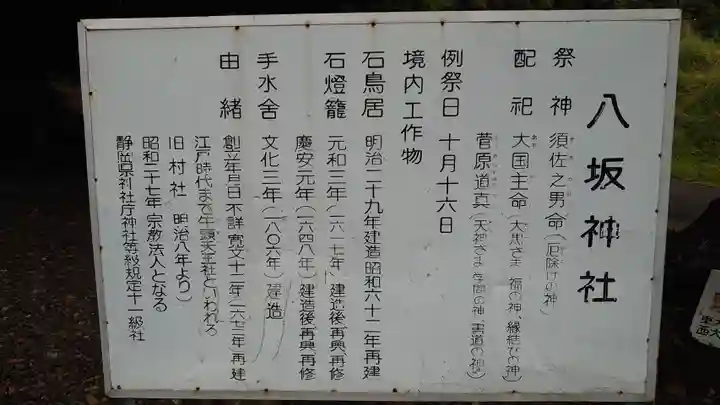 八坂神社
祭神 須佐之男命(厄除けの神)
配祀 大国主命(大黒さま 福の神、縁結びの神)
菅原道真(天神さま 学問の神、書道の神)
例祭日 十月十六日
境内工作物
石鳥居 明治二十九年建造 昭和六十二年再建
石燈籠 元和三年(一六一七年)建造後(再興)再修
慶安元年(一六四八年)建造後(再興)再修
手水舎 文化三年(一八〇六年)建造
由緒 創立年月日不詳 寛文十二年(一六七二年)再建
江戸時代まで牛頭天王社といわれる
旧村社 明治八年より)
昭和二十七年 宗教法人となる
静岡県神社庁神社等級規定十一級社
西